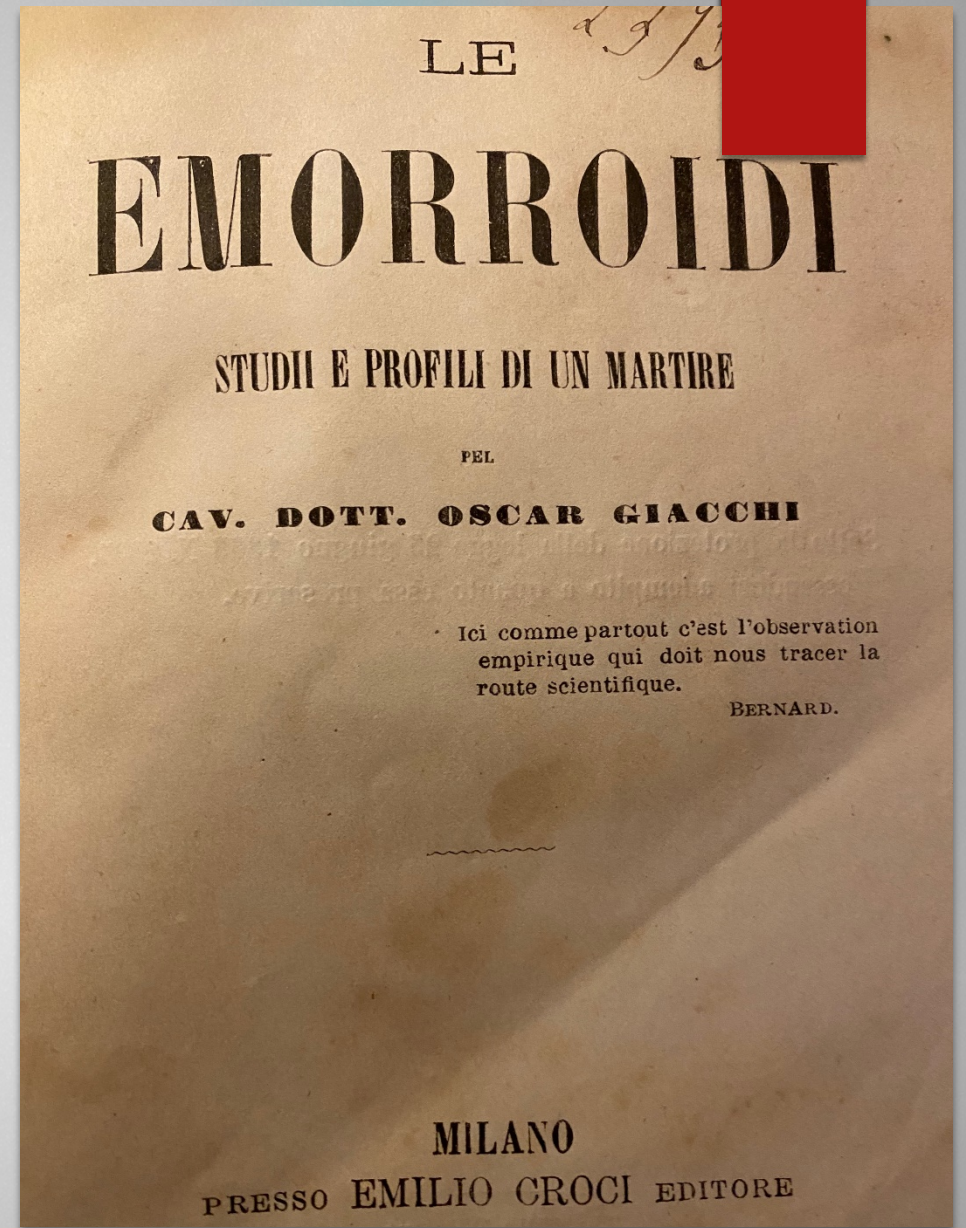 LE
EMORROIDI
STUDII E PROFILI DI UN MARTIRE
PEL
CAV. DOTT. OSCAR GIACCHI
Ici comme partout c'est l'observation
empirique qui doit nous tracer la
route scientifique.
BERNARD.
MILANO
PRESSO EMILIO CROCI EDITORE